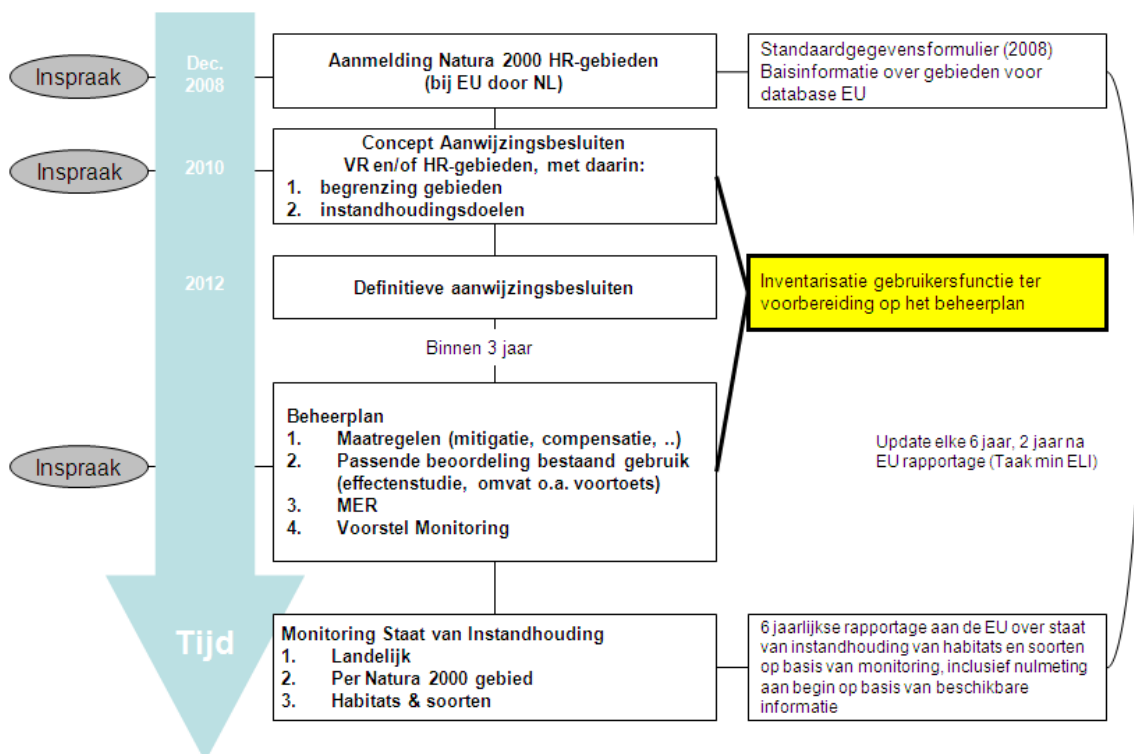 Inspraak
Dec.
2008
Aanmelding Natura 2000 HR-gebieden
(bij EU door NL)
Standaardgegevensformulier (2008)
Baisinformatie over gebieden voor
database EU
Inspraak
2010
Concept Aanwijzingsbesluiten
VR en/of HR-gebieden, met daarin:
1. begrenzing gebieden
2. instandhoudingsdoelen
2012
Definitieve aanwijzingsbesluiten
Inventarisatie gebruikersfunctie ter
voorbereiding op het beheerplan
Binnen 3 jaar
Inspraak
Beheerplan
1. Maatregelen (mitigatie, compensatie, ..)
2. Passende beoordeling bestaand gebruik
(effectenstudie, omvat o.a. voortoets)
3. MER
4. Voorstel Monitoring
Update elke 6 jaar, 2 jaar na
EU rapportage (Taak min ELI)
Tijd
Monitoring Staat van Instandhouding
1. Landelijk
2. Per Natura 2000 gebied
3. Habitats & soorten
6 jaarlijkse rapportage aan de EU over staat
van instandhouding van habitats en soorten
op basis van monitoring, inclusief nulmeting
aan begin op basis van beschikbare
informatie